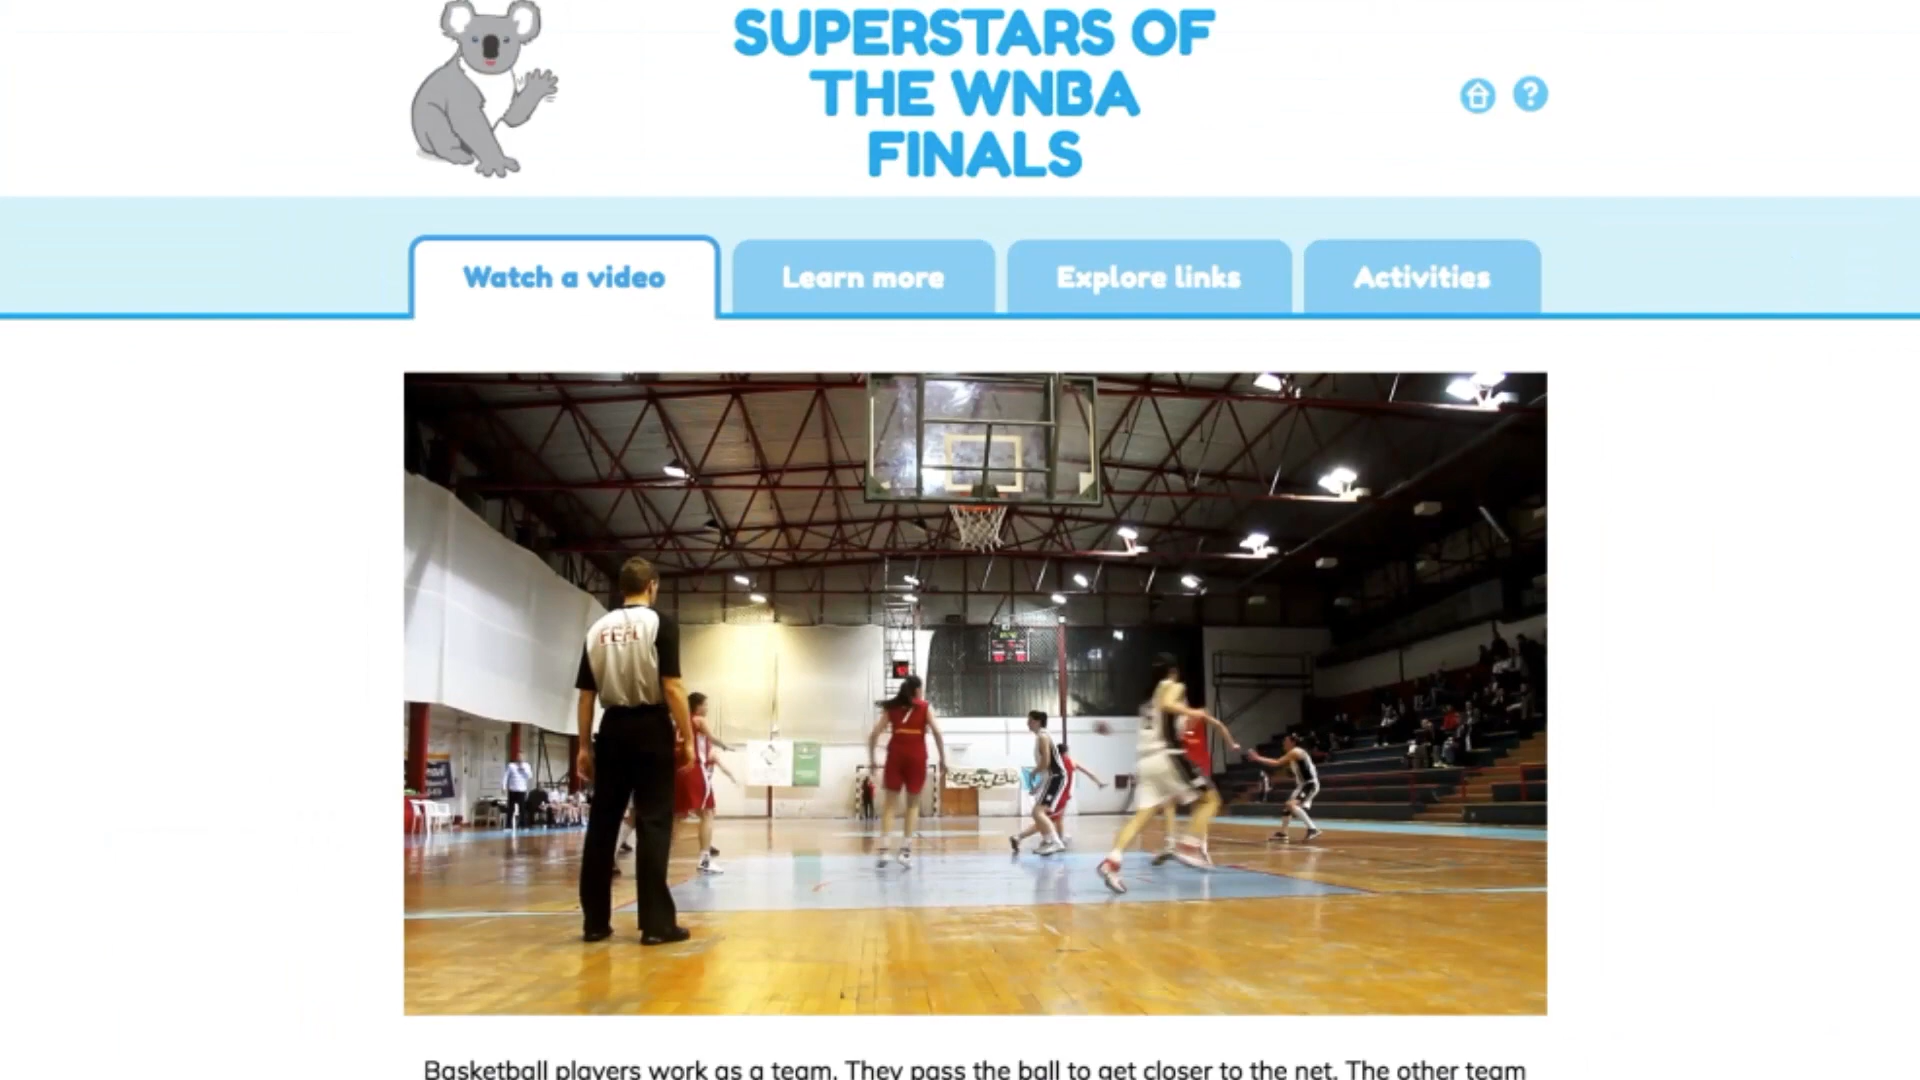 SUPERSTARS OF
THE WNBA
FINALS
?
Watch a video
Learn more
Explore links
Activities
7
Basketball players work as a team. They pass the ball to get closer to the net. The other team